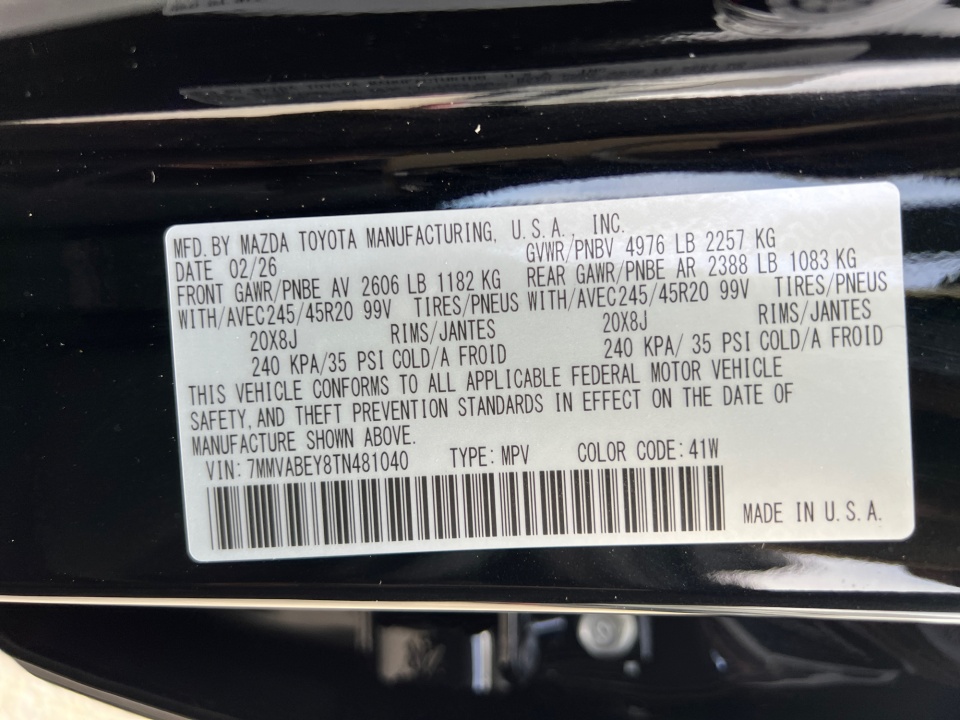 MFD. BY MAZDA TOYOTA MANUFACTURING, U.S.A., INC.
DATE 02/26 GVWR/PNBV 4976 LB 2257 KG
FRONT GAWR/PNBE AV 2606 LB 1182 KG REAR GAWR/PNBE AR 2388 LB 1083 KG
WITH/AVEC245/45R20 99V TIRES/PNEUS WITH/AVEC245/45R20 99V TIRES/PNEUS
20X8J RIMS/JANTES 20X8J RIMS/JANTES
240 KPA/35 PSI COLD/A FROID 240 KPA/ 35 PSI COLD/A FROID
THIS VEHICLE CONFORMS TO ALL APPLICABLE FEDERAL MOTOR VEHICLE
SAFETY, AND THEFT PREVENTION STANDARDS IN EFFECT ON THE DATE OF
MANUFACTURE SHOWN ABOVE.
VIN: 7MMVABEY8TN481040 TYPE: MPV COLOR CODE: 41W
MADE IN U.S.A.